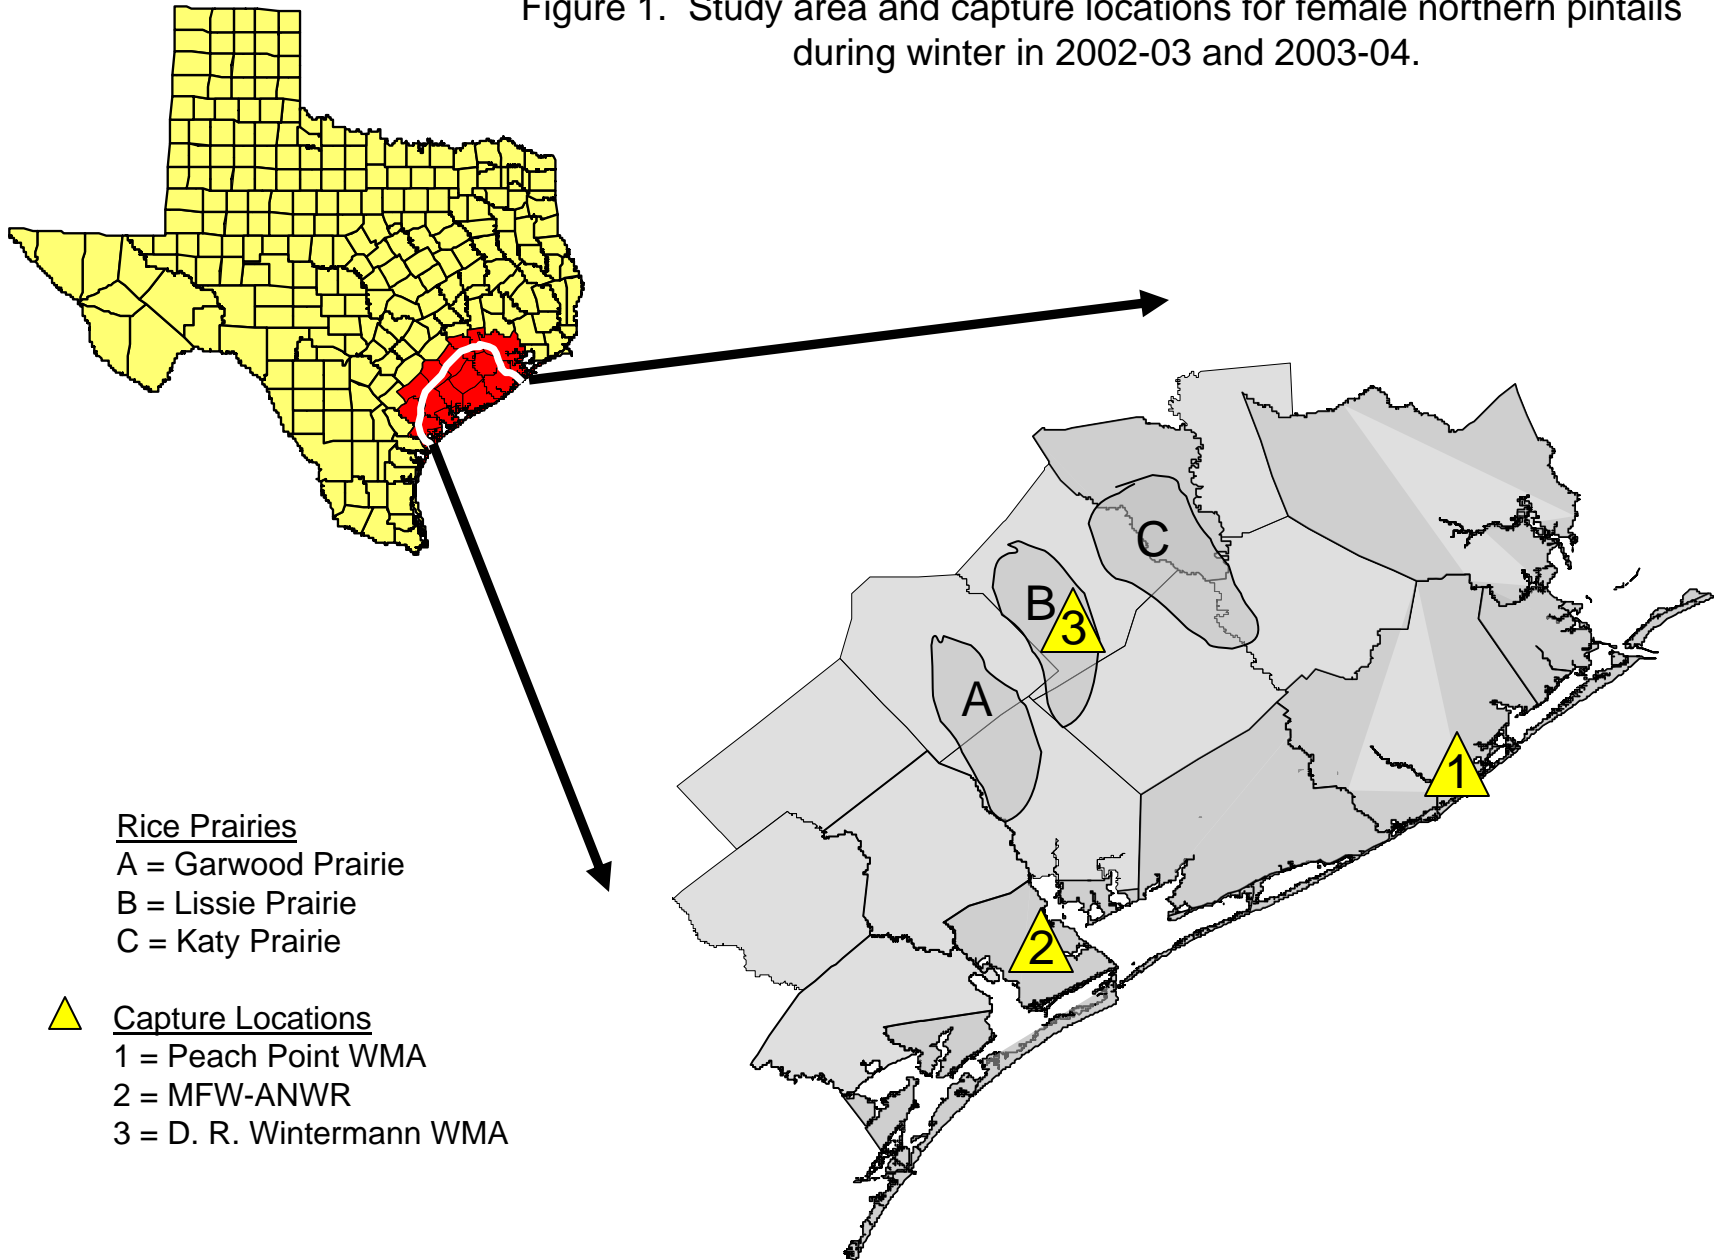 Figure 1. Study area and capture locations for female northern pintails
during winter in 2002-03 and 2003-04.
C
B
3
A
1
2
Rice Prairies
A = Garwood Prairie
B = Lissie Prairie
C = Katy Prairie
Capture Locations
1 = Peach Point WMA
2 = MFW-ANWR
3 = D. R. Wintermann WMA